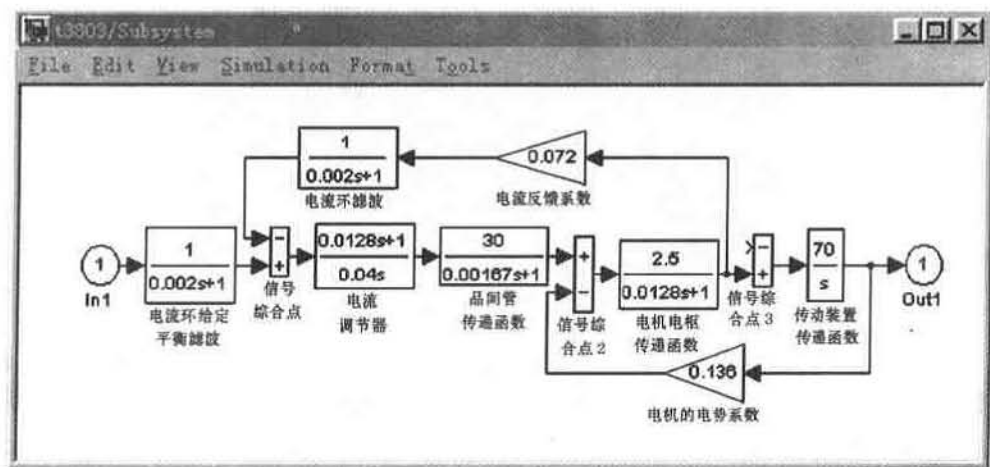 t3803/Subsystem *
File Edit View Simulation Format Tools
1
0.002s+1
电流环滤波
0.072
电流反馈系数
1
In1
1
0.002s+1
电流环给定
平衡滤波
-
+
信号
综合点
0.0128s+1
0.04s
电流
调节器
30
0.00167s+1
晶闸管
传递函数
+
-
信号综
合点2
2.5
0.0128s+1
电机电枢
传递函数
-
+
信号综
合点3
70
s
传动装置
传递函数
1
Out1
0.136
电机的电势系数